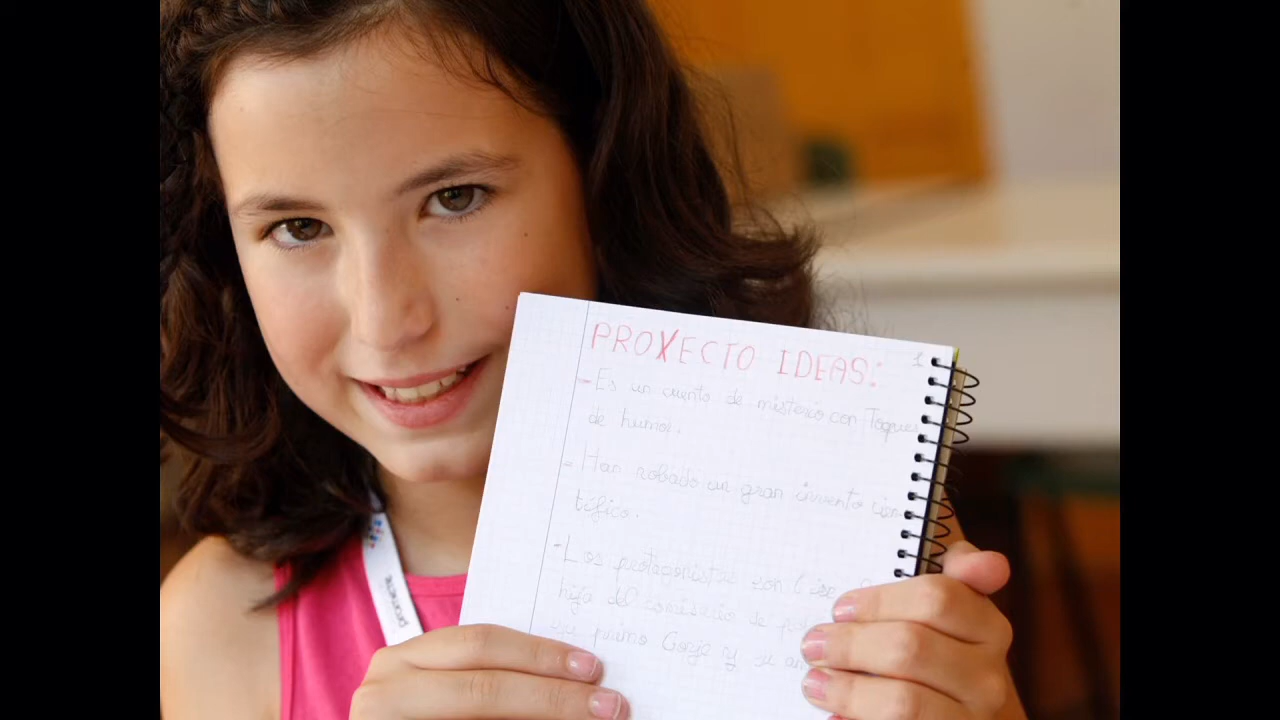 PROYECTO IDEAS: 1
- Es un cuento de misterio con Toques
de humor.
- Han robado un gran invento cien
tífico.
- Los protagonistas son
hija del comisario de
su primo y su